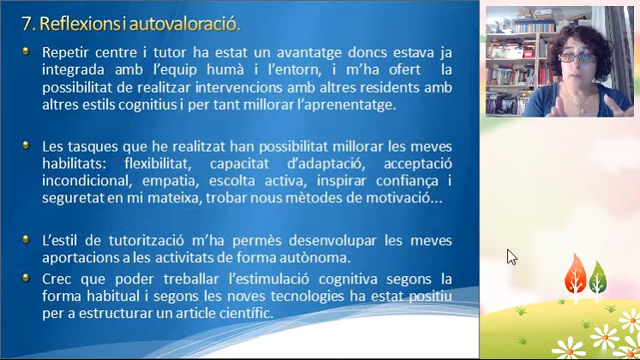 7. Reflexions i autovaloració.
Repetir centre i tutor ha estat un avantatge doncs estava ja
integrada amb l'equip humà i l'entorn, i m'ha ofert la
possibilitat de realitzar intervencions amb altres residents amb
altres estils cognitius i per tant millorar l'aprenentatge.
Les tasques que he realitzat han possibilitat millorar les meves
habilitats: flexibilitat, capacitat d'adaptació, acceptació
incondicional, empatia, escolta activa, inspirar confiança i
seguretat en mi mateixa, trobar nous mètodes de motivació...
L'estil de tutorització m'ha permès desenvolupar les meves
aportacions a les activitats de forma autònoma.
Crec que poder treballar l'estimulació cognitiva segons la
forma habitual i segons les noves tecnologies ha estat positiu
per a estructurar un article científic.